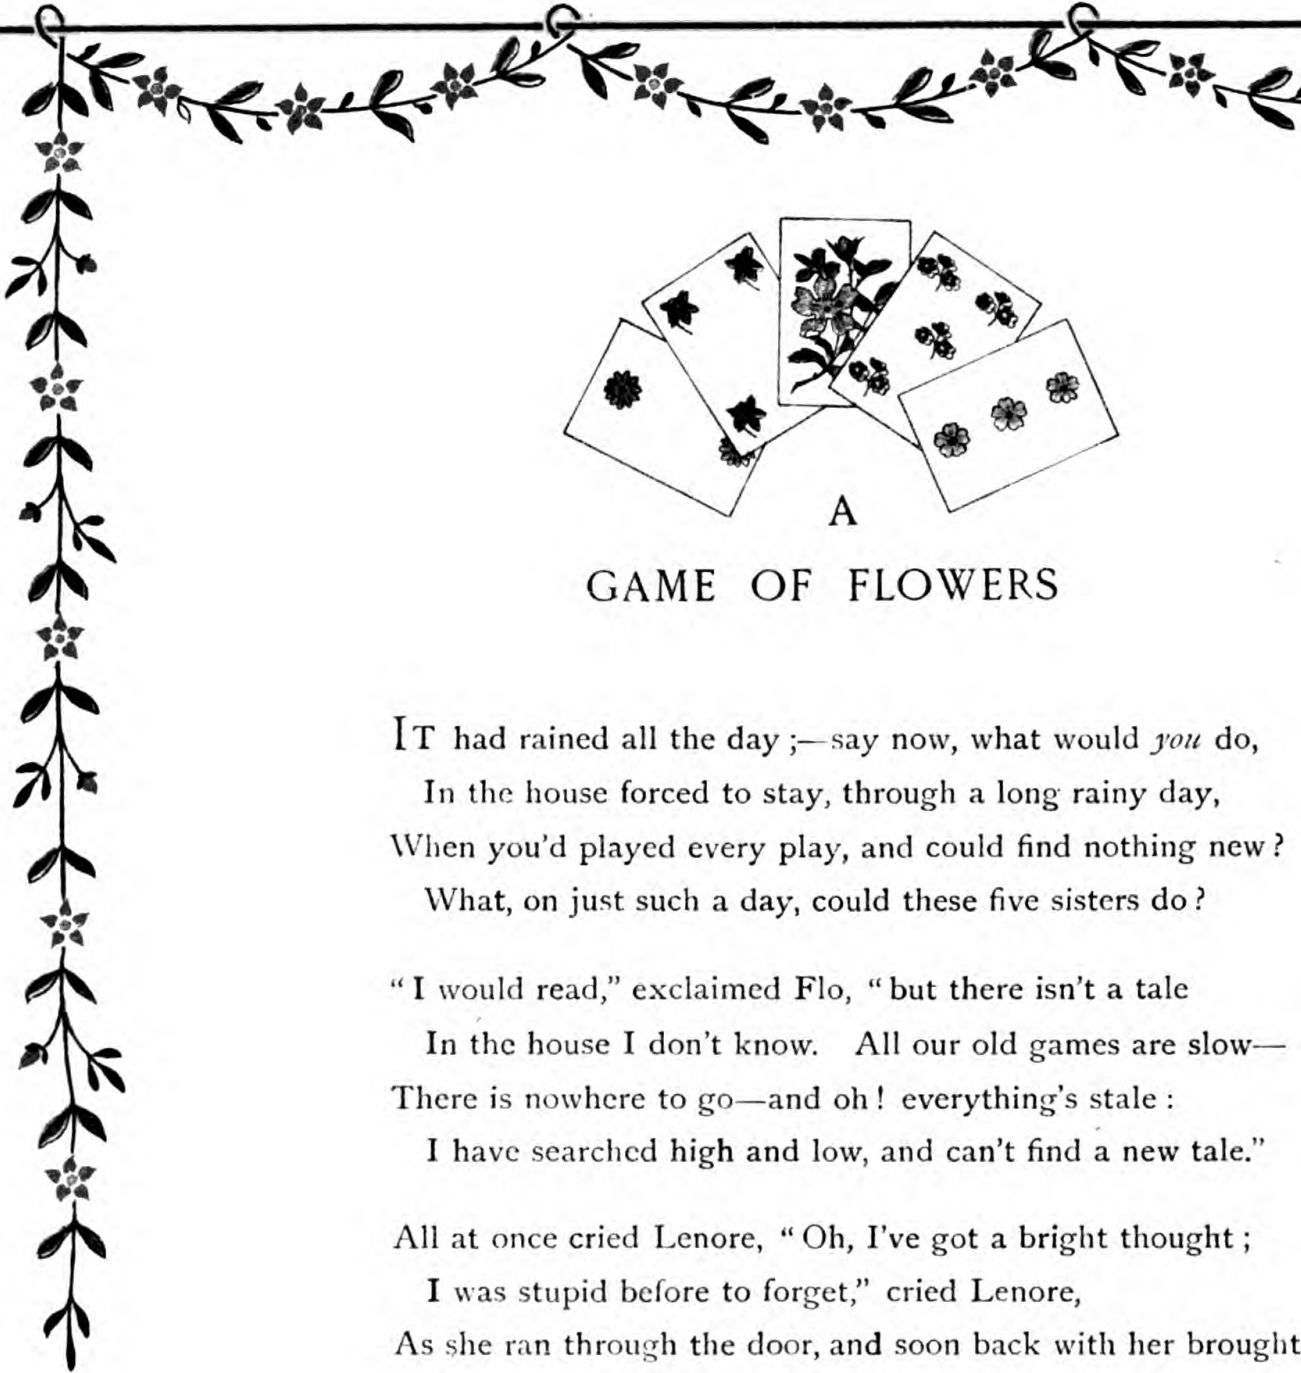 A
GAME OF FLOWERS
IT had rained all the day ;—say now, what would you do,
In the house forced to stay, through a long rainy day,
When you'd played every play, and could find nothing new ?
What, on just such a day, could these five sisters do ?
“ I would read,” exclaimed Flo, “ but there isn't a tale
In the house I don't know. All our old games are slow—
There is nowhere to go—and oh ! everything's stale :
I have searched high and low, and can't find a new tale.”
All at once cried Lenore, “ Oh, I've got a bright thought ;
I was stupid before to forget,” cried Lenore,
As she ran through the door, and soon back with her brought